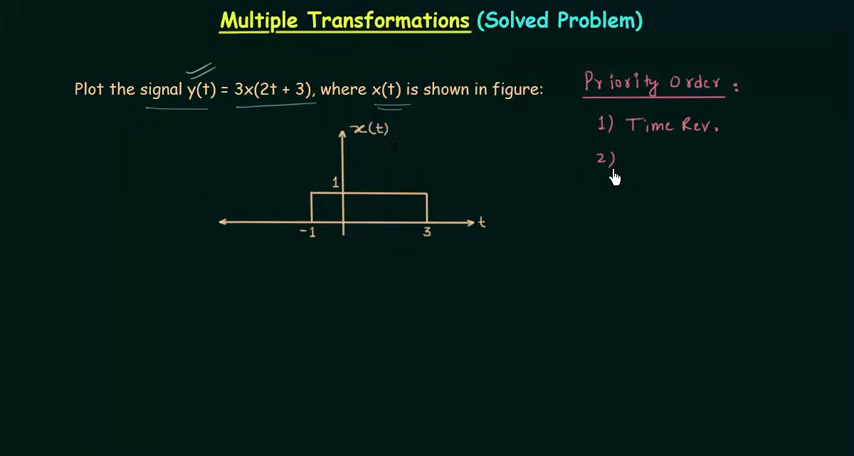 Multiple Transformations (Solved Problem)
Plot the signal y(t) = 3x(2t + 3), where x(t) is shown in figure:
Priority Order :
1) Time Rev.
2)
x(t)
1
-1 3 t